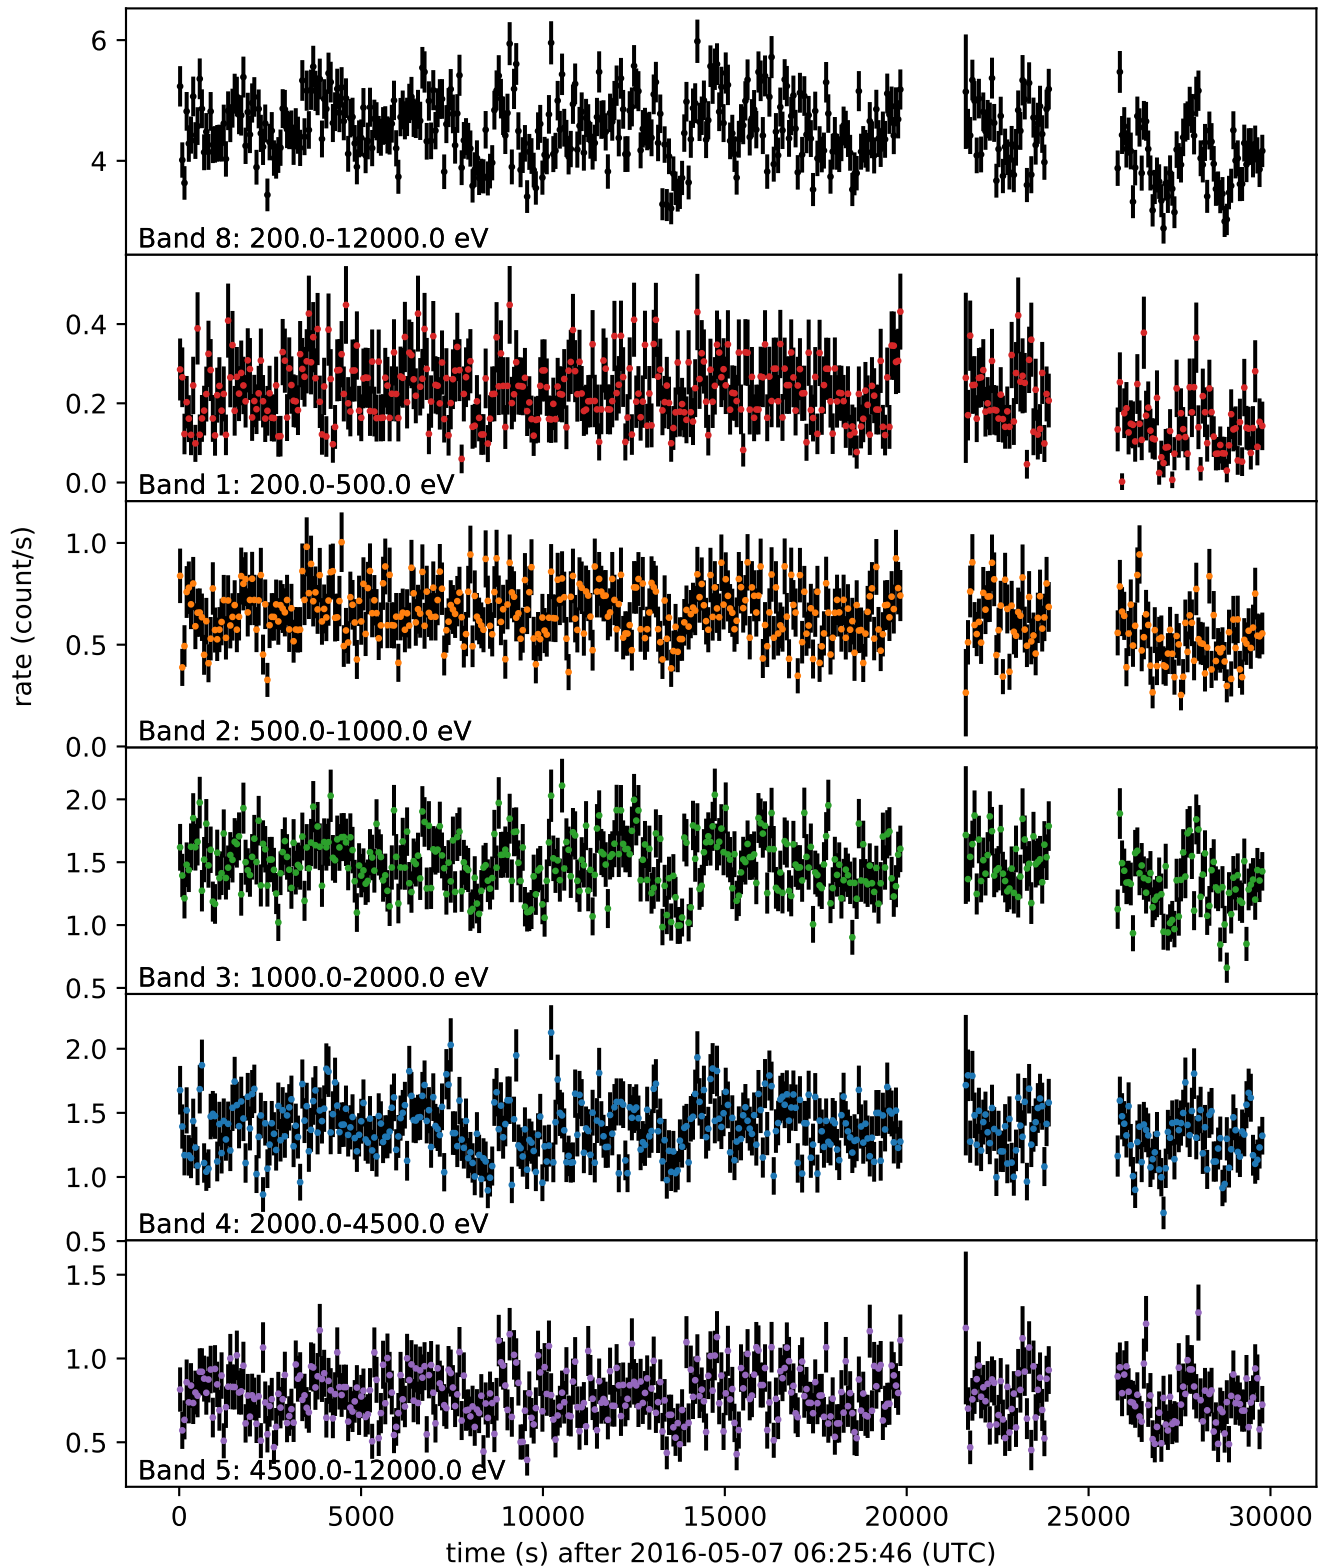 6
4
Band 8: 200.0-12000.0 eV
0.4
0.2
0.0
Band 1: 200.0-500.0 eV
1.0
0.5
0.0
Band 2: 500.0-1000.0 eV
2.0
1.5
1.0
0.5
Band 3: 1000.0-2000.0 eV
2.0
1.5
1.0
0.5
Band 4: 2000.0-4500.0 eV
1.5
1.0
0.5
Band 5: 4500.0-12000.0 eV
rate (count/s)
0 5000 10000 15000 20000 25000 30000
time (s) after 2016-05-07 06:25:46 (UTC)